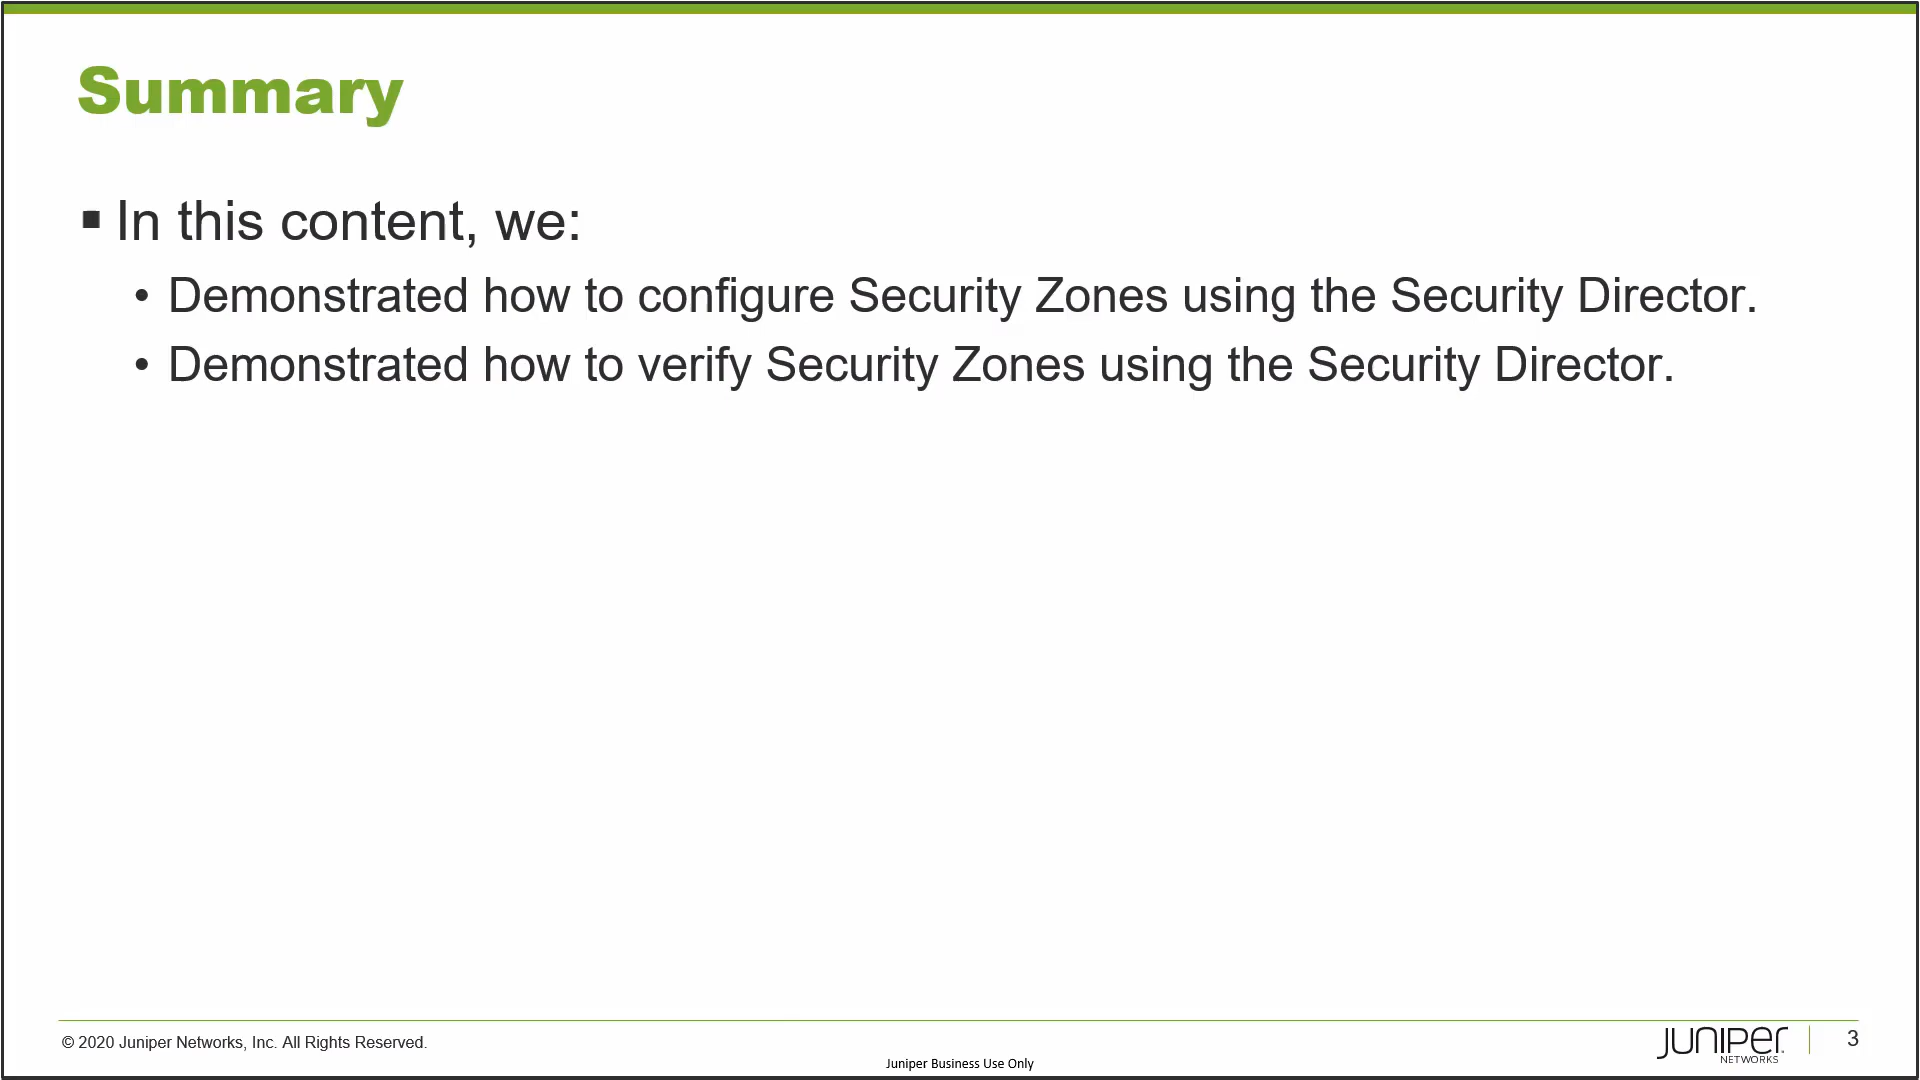 Summary
In this content, we:
Demonstrated how to configure Security Zones using the Security Director.
Demonstrated how to verify Security Zones using the Security Director.
© 2020 Juniper Networks, Inc. All Rights Reserved.
Juniper Business Use Only
JUNIPER
NETWORKS
3